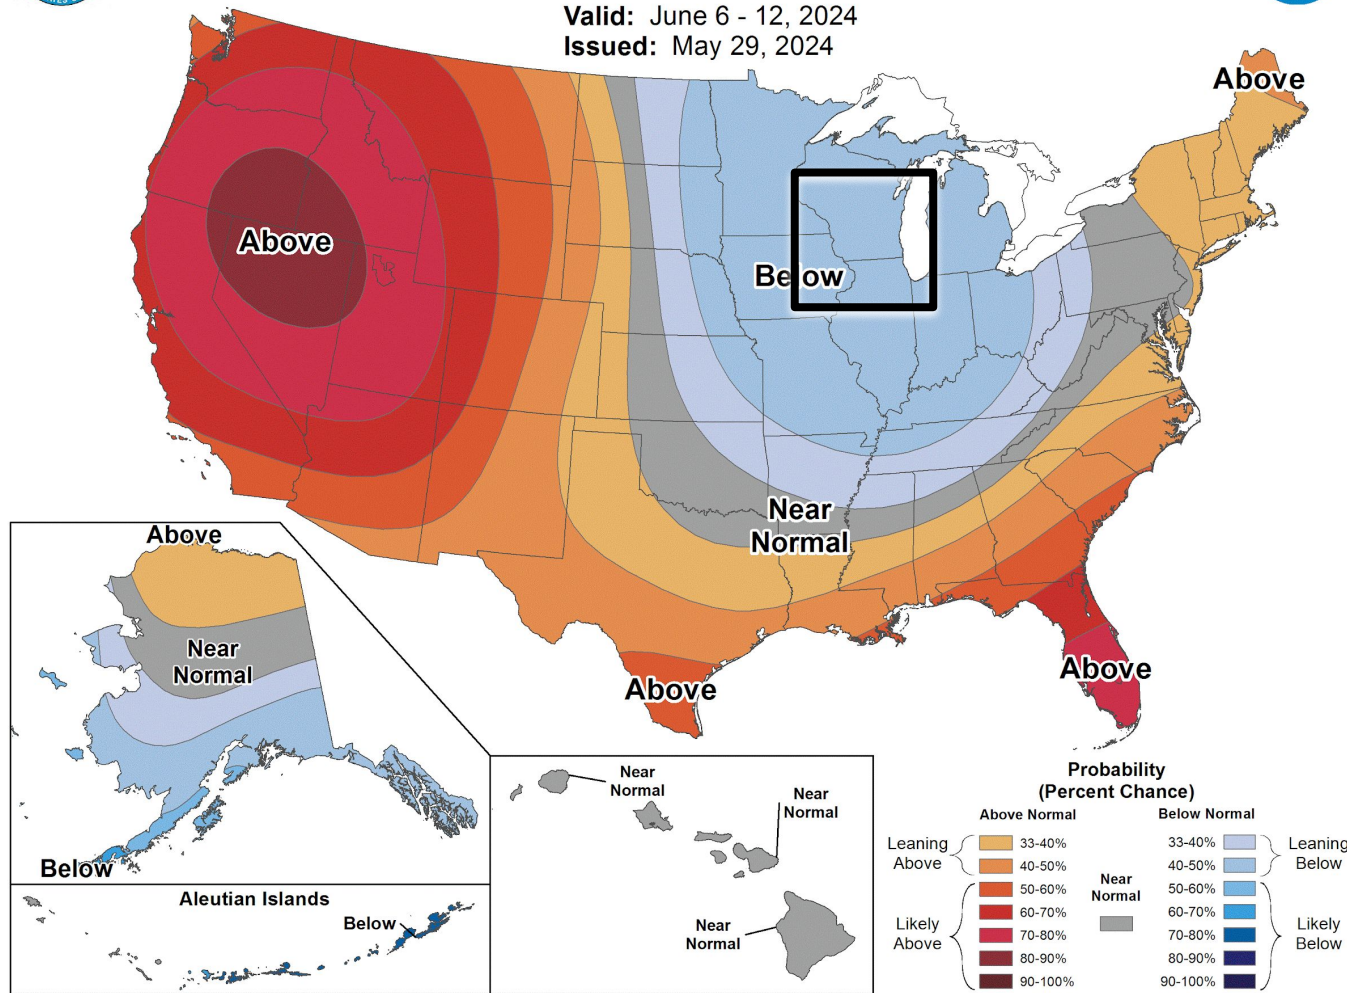 Valid: June 6 - 12, 2024
Issued: May 29, 2024
Above
Above
Below
Near
Normal
Above
Above
Above
Near
Normal
Below
Aleutian Islands
Below
Near
Normal
Near
Normal
Near
Normal
Probability
(Percent Chance)
Above Normal Below Normal
Leaning
Above
33-40% 33-40%
40-50% 40-50%
Leaning
Below
50-60% Near
Normal 50-60%
60-70% 60-70%
Likely
Above
70-80% 70-80%
Likely
Below
80-90% 80-90%
90-100% 90-100%